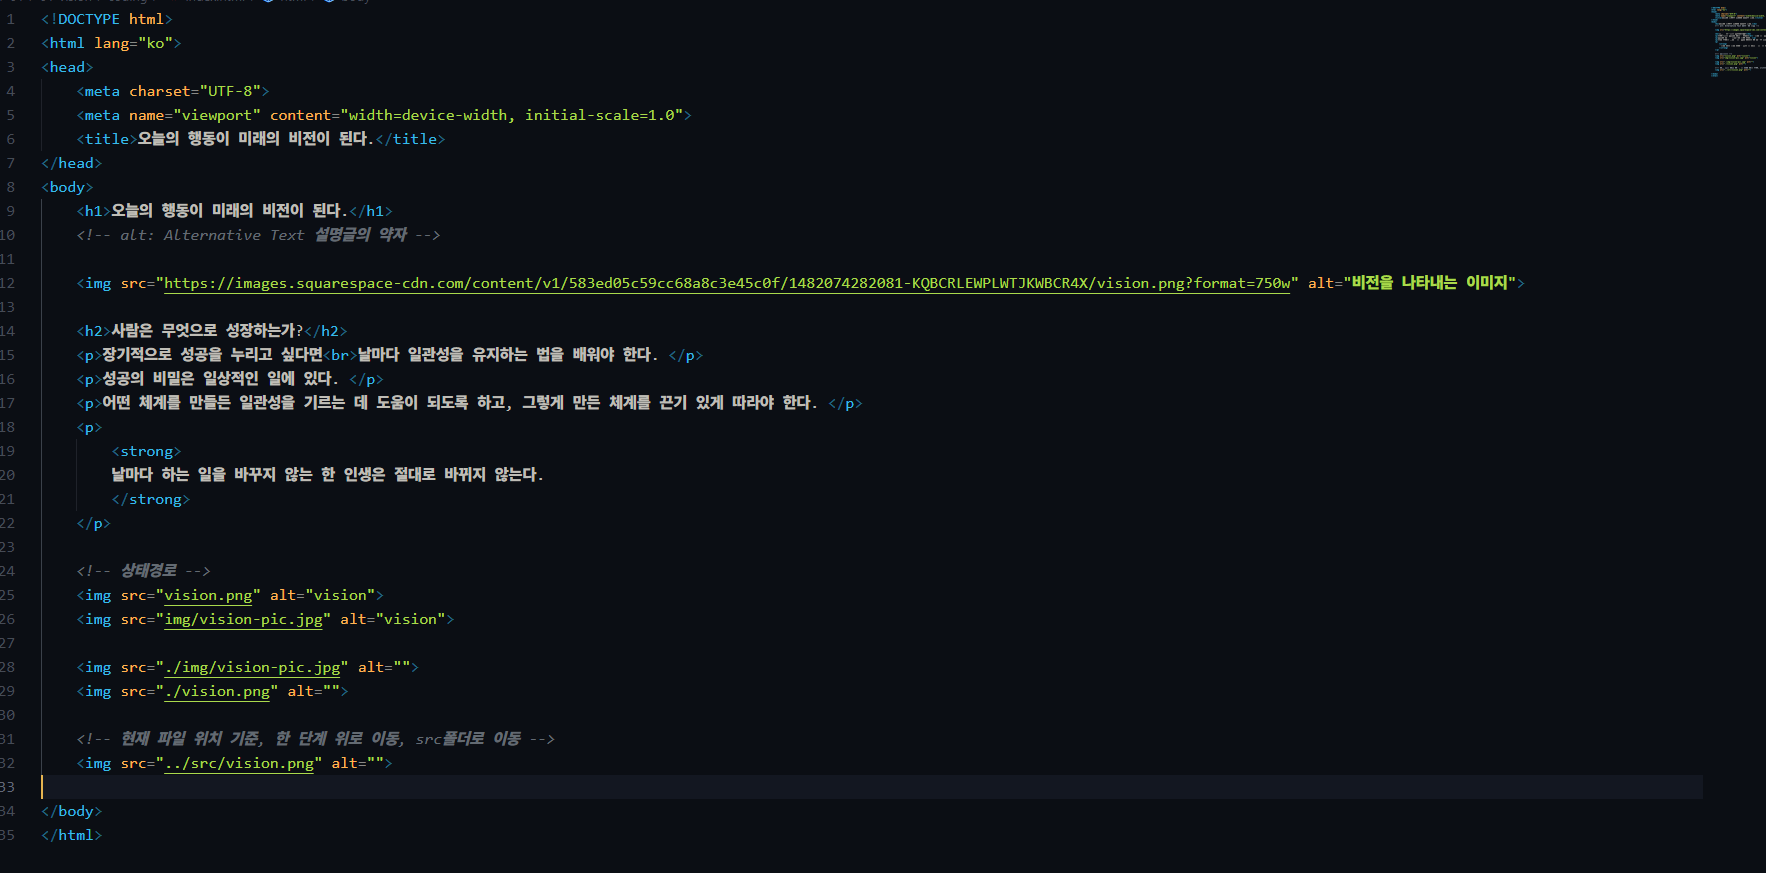 1 <!DOCTYPE html>
2 <html lang="ko">
3 <head>
4 <meta charset="UTF-8">
5 <meta name="viewport" content="width=device-width, initial-scale=1.0">
6 <title>오늘의 행동이 미래의 비전이 된다.</title>
7 </head>
8 <body>
9 <h1>오늘의 행동이 미래의 비전이 된다.</h1>
10 <!-- alt: Alternative Text 설명글의 약자 -->
11
12 <img src="https://images.squarespace-cdn.com/content/v1/583ed05c59cc68a8c3e45c0f/1482074282081-KQBCRLEWPLWTJKWBCR4X/vision.png?format=750w" alt="비전을 나타내는 이미지">
13
14 <h2>사람은 무엇으로 성장하는가?</h2>
15 <p>장기적으로 성공을 누리고 싶다면<br>날마다 일관성을 유지하는 법을 배워야 한다. </p>
16 <p>성공의 비밀은 일상적인 일에 있다. </p>
17 <p>어떤 체계를 만들든 일관성을 기르는 데 도움이 되도록 하고, 그렇게 만든 체계를 끈기 있게 따라야 한다. </p>
18 <p>
19 <strong>
20 날마다 하는 일을 바꾸지 않는 한 인생은 절대로 바뀌지 않는다.
21 </strong>
22 </p>
23
24 <!-- 상태경로 -->
25 <img src="vision.png" alt="vision">
26 <img src="img/vision-pic.jpg" alt="vision">
27
28 <img src="./img/vision-pic.jpg" alt="">
29 <img src="./vision.png" alt="">
30
31 <!-- 현재 파일 위치 기준, 한 단계 위로 이동, src폴더로 이동 -->
32 <img src="../src/vision.png" alt="">
33
34 </body>
35 </html>